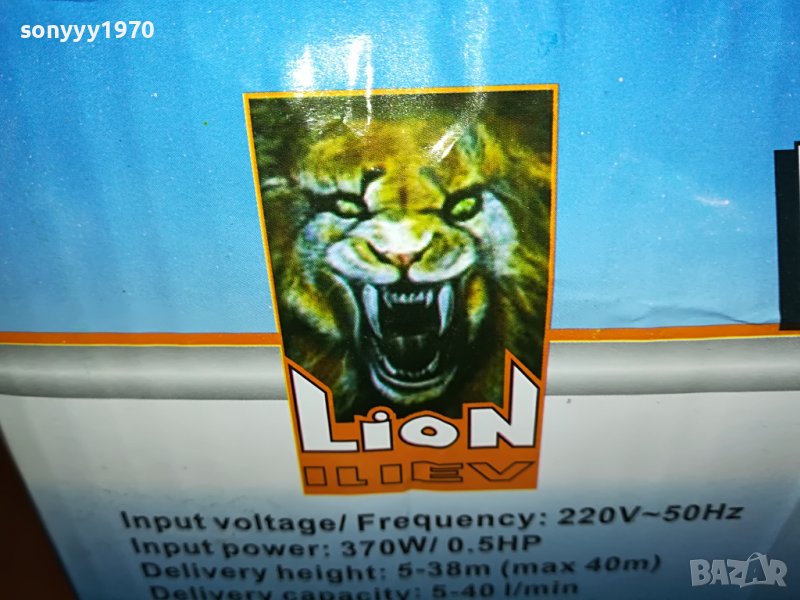 sonyyy1970
LiON
ILIEV
Input voltage/ Frequency: 220V~50Hz
Input power: 370W/ 0.5HP
Delivery height: 5-38m (max 40m)
Delivery capacity: 5-40 l/min
BAZAR